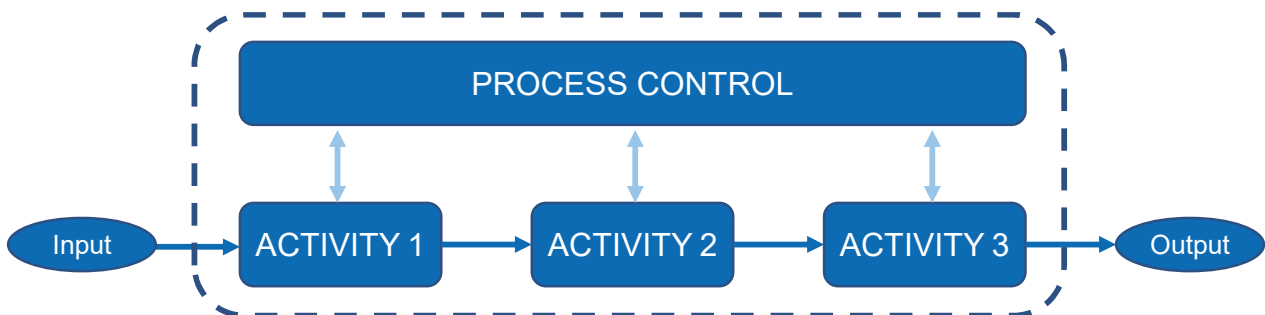 PROCESS CONTROL
Input
ACTIVITY 1
ACTIVITY 2
ACTIVITY 3
Output